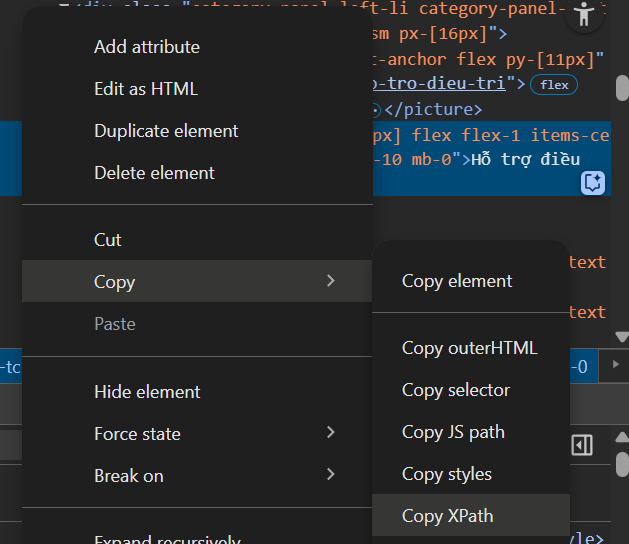 <div class="category-panel-left-li category-panel-
Add attribute
sm px-[16px]">
t-anchor flex py-[11px]"
Edit as HTML
o-tro-dieu-tri"> flex
</picture>
Duplicate element
px] flex flex-1 items-ce
-10 mb-0">Hỗ trợ điều
Delete element
Cut
text
Copy
Copy element
Paste
text
Copy outerHTML
-tc
-0
Hide element
Copy selector
Force state
Copy JS path
Break on
Copy styles
Copy XPath
Expand recursively
yle>